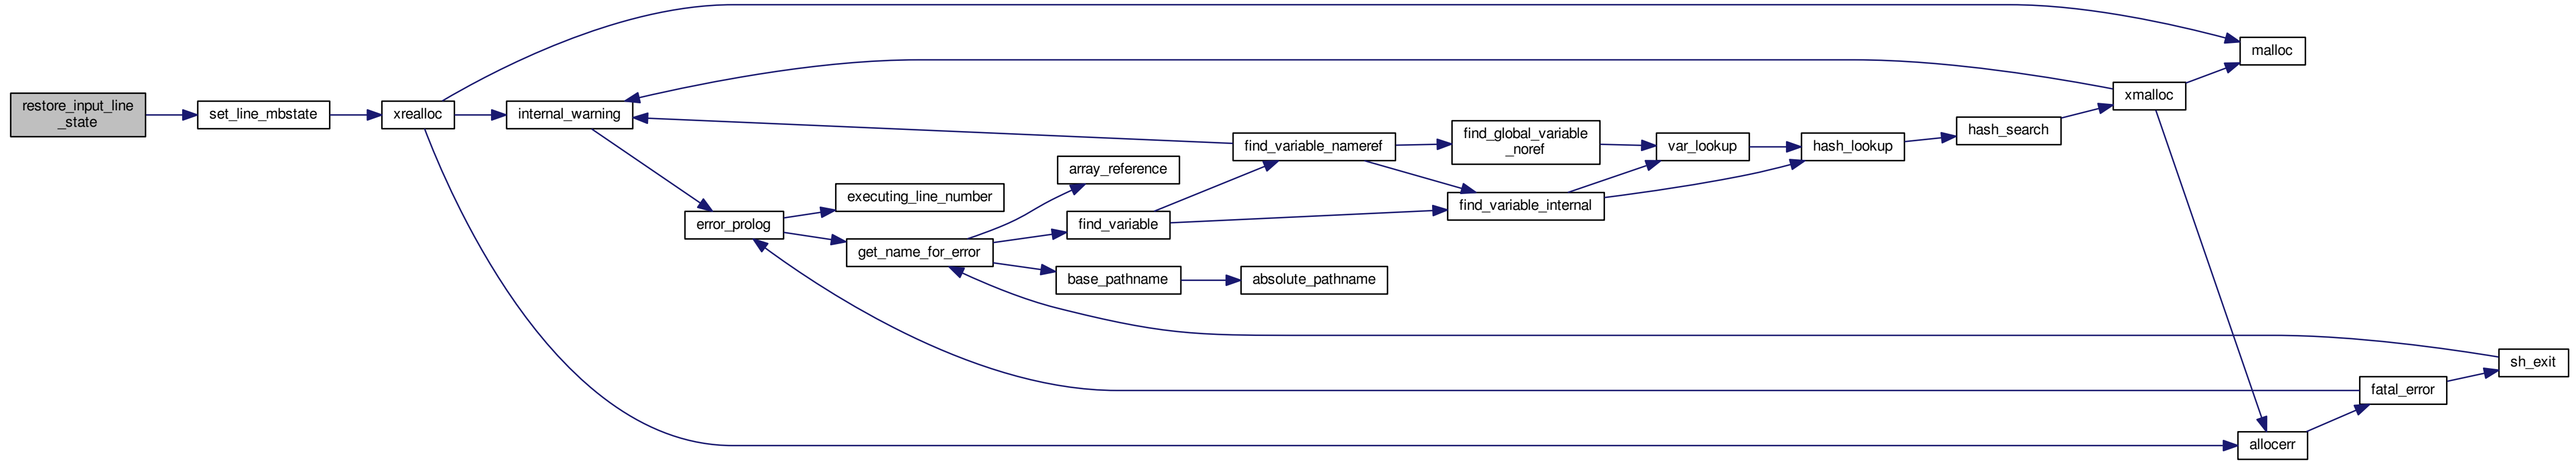 restore_input_line
_state
set_line_mbstate
xrealloc
internal_warning
error_prolog
executing_line_number
get_name_for_error
array_reference
find_variable
base_pathname
absolute_pathname
find_variable_nameref
find_global_variable
_noref
find_variable_internal
var_lookup
hash_lookup
hash_search
xmalloc
malloc
allocerr
fatal_error
sh_exit